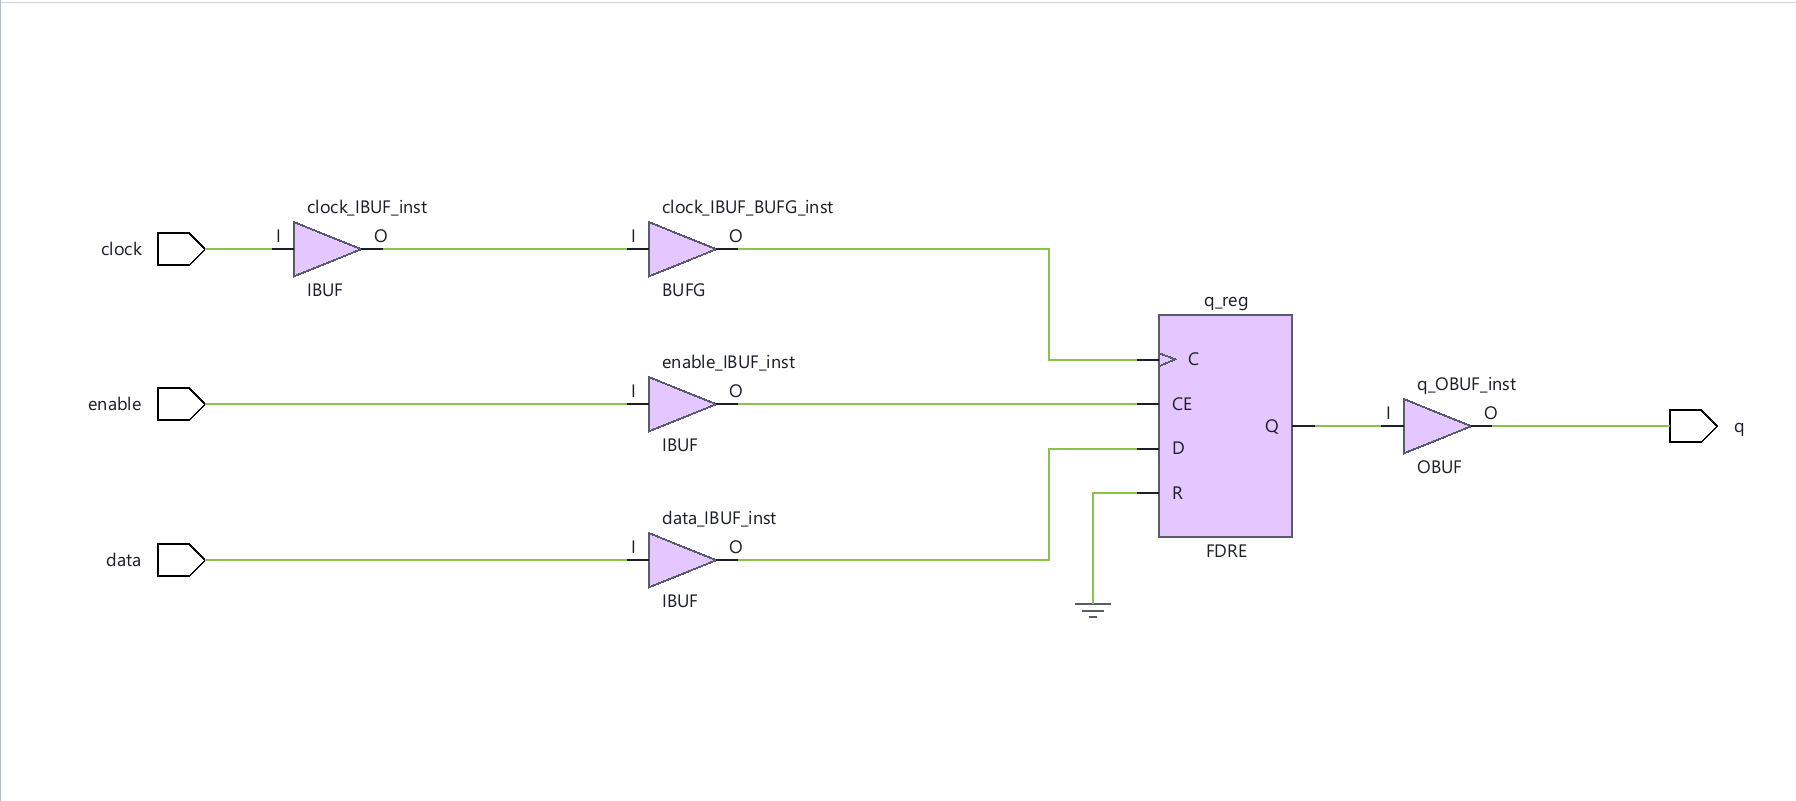 clock_IBUF_inst
clock
I
O
IBUF
clock_IBUF_BUFG_inst
I
O
BUFG
enable_IBUF_inst
enable
I
O
IBUF
data_IBUF_inst
data
I
O
IBUF
q_reg
C
CE
D
R
Q
FDRE
q_OBUF_inst
I
O
OBUF
q